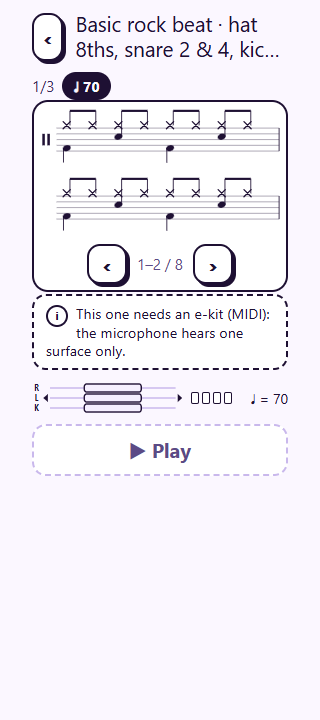 Basic rock beat · hat
8ths, snare 2 & 4, kic...
1/3 ♩ 70
1–2 / 8
i This one needs an e-kit (MIDI):
the microphone hears one
surface only.
R
L
K
♩ = 70
▶ Play